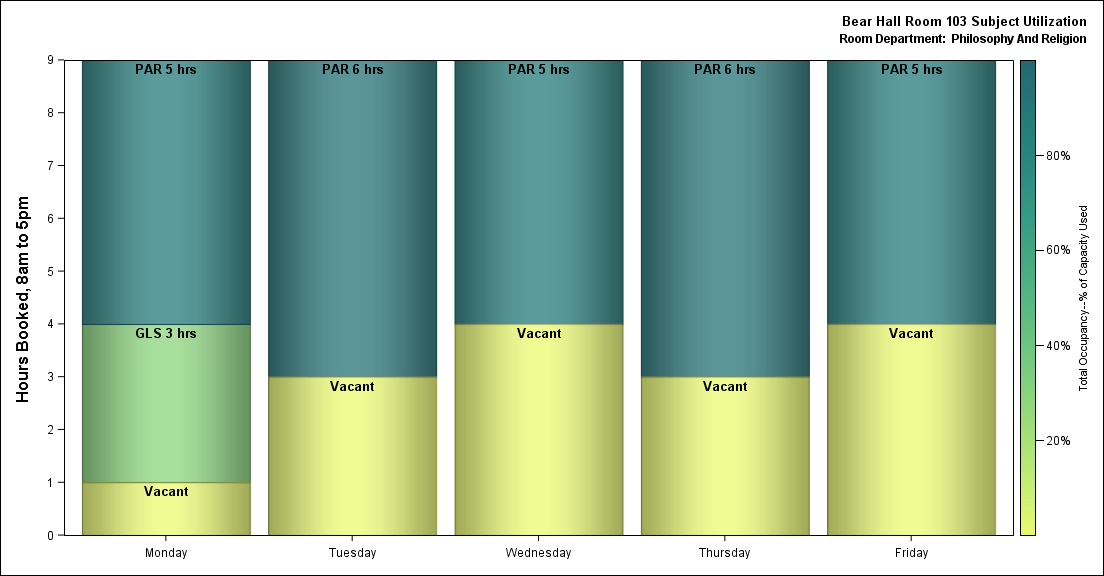 Bear Hall Room 103 Subject Utilization
Room Department: Philosophy And Religion
Hours Booked, 8am to 5pm
9
8
7
6
5
4
3
2
1
0
PAR 5 hrs
GLS 3 hrs
Vacant
PAR 6 hrs
Vacant
PAR 5 hrs
Vacant
PAR 6 hrs
Vacant
PAR 5 hrs
Vacant
Monday
Tuesday
Wednesday
Thursday
Friday
80%
60%
40%
20%
Total Occupancy--% of Capacity Used